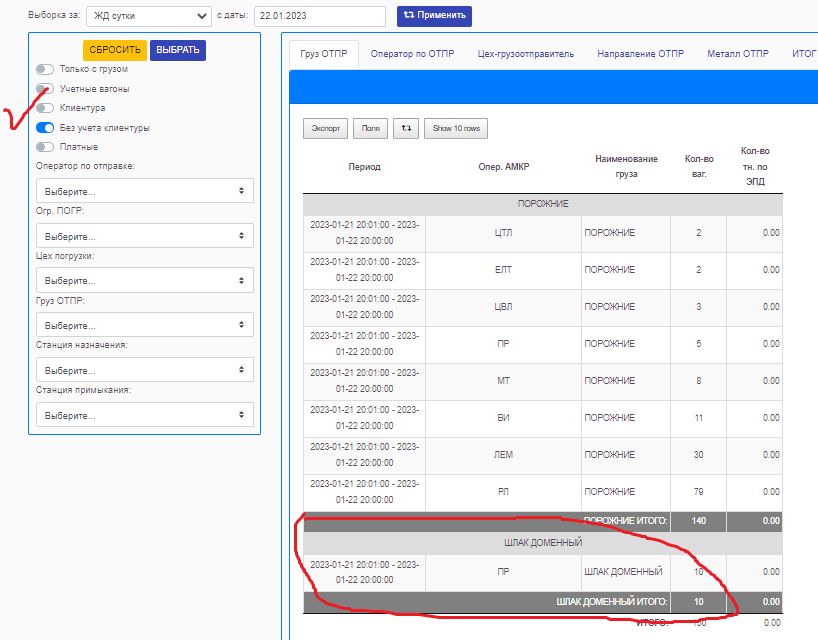 Выборка за: ЖД сутки с даты: 22.01.2023 Применить
СБРОСИТЬ ВЫБРАТЬ
Только с грузом
Учетные вагоны
Клиентура
Без учета клиентуры
Платные
Оператор по отправке:
Выберите...
Огр. ПОГР:
Выберите...
Цех погрузки:
Выберите...
Груз ОТПР:
Выберите...
Станция назначения:
Выберите...
Станция примыкания:
Выберите...
Груз ОТПР Оператор по ОТПР Цех-грузоотправитель Направление ОТПР Металл ОТПР ИТОГ
Экспорт Поля Show 10 rows
Период Опер. АМКР Наименование груза Кол-во ваг. Кол-во тн. по ЭПД
ПОРОЖНИЕ
2023-01-21 20:01:00 - 2023-
01-22 20:00:00 ЦТЛ ПОРОЖНИЕ 2 0.00
2023-01-21 20:01:00 - 2023-
01-22 20:00:00 ЕЛТ ПОРОЖНИЕ 2 0.00
2023-01-21 20:01:00 - 2023-
01-22 20:00:00 ЦВЛ ПОРОЖНИЕ 3 0.00
2023-01-21 20:01:00 - 2023-
01-22 20:00:00 ПР ПОРОЖНИЕ 5 0.00
2023-01-21 20:01:00 - 2023-
01-22 20:00:00 МТ ПОРОЖНИЕ 8 0.00
2023-01-21 20:01:00 - 2023-
01-22 20:00:00 ВИ ПОРОЖНИЕ 11 0.00
2023-01-21 20:01:00 - 2023-
01-22 20:00:00 ЛЕМ ПОРОЖНИЕ 30 0.00
2023-01-21 20:01:00 - 2023-
01-22 20:00:00 РЛ ПОРОЖНИЕ 79 0.00
ПОРОЖНИЕ ИТОГО: 140 0.00
ШЛАК ДОМЕННЫЙ
2023-01-21 20:01:00 - 2023-
01-22 20:00:00 ПР ШЛАК ДОМЕННЫЙ 10 0.00
ШЛАК ДОМЕННЫЙ ИТОГО: 10 0.00
ИТОГО: 150 0.00